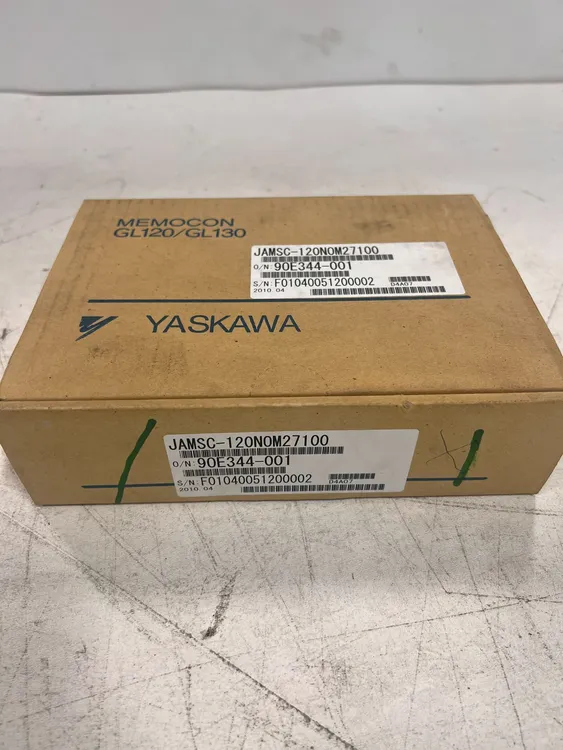 MEMOCON
GL120/GL130
JAMSC-120NOM27100
O/N: 90E344-001
S/N: F01040051200002 D4A07
2010.04
YASKAWA
JAMSC-120NOM27100
O/N: 90E344-001
S/N: F01040051200002 D4A07
2010.04